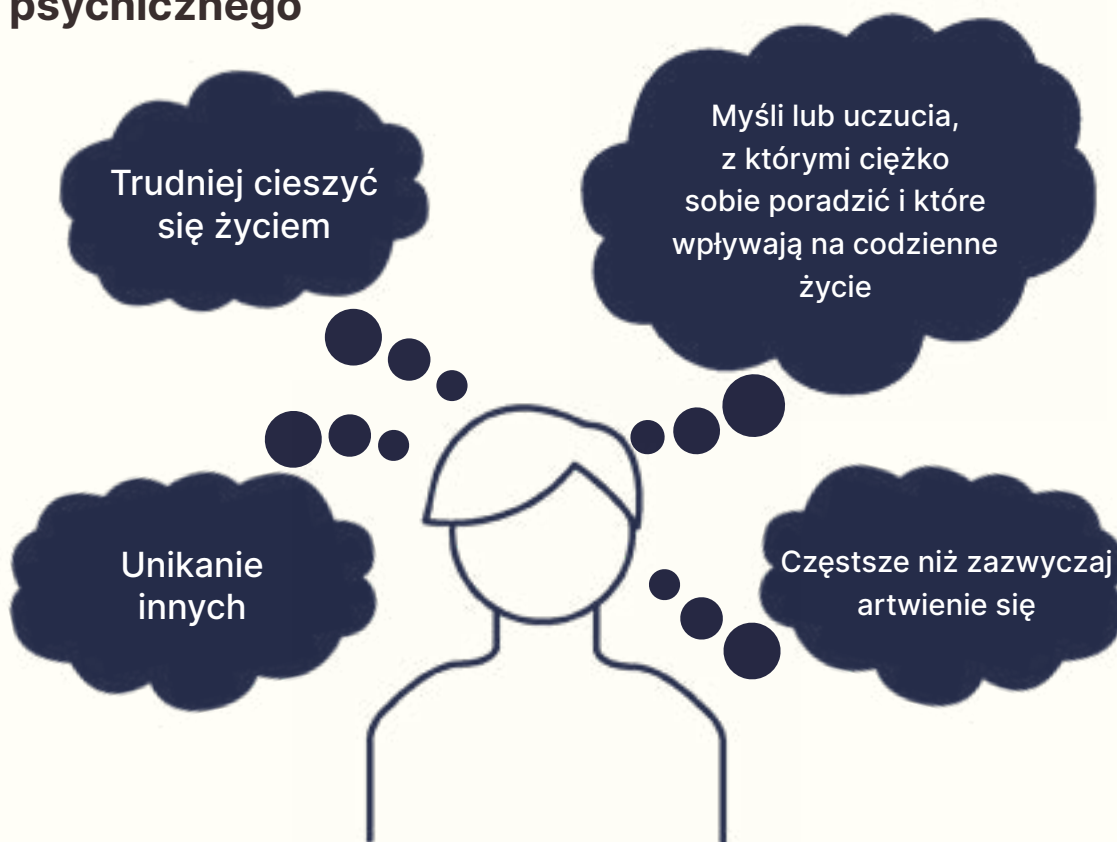 psychicznego
Trudniej cieszyć
się życiem
Myśli lub uczucia,
z którymi ciężko
sobie poradzić i które
wpływają na codzienne
życie
Unikanie
innych
Częstsze niż zazwyczaj
artwienie się